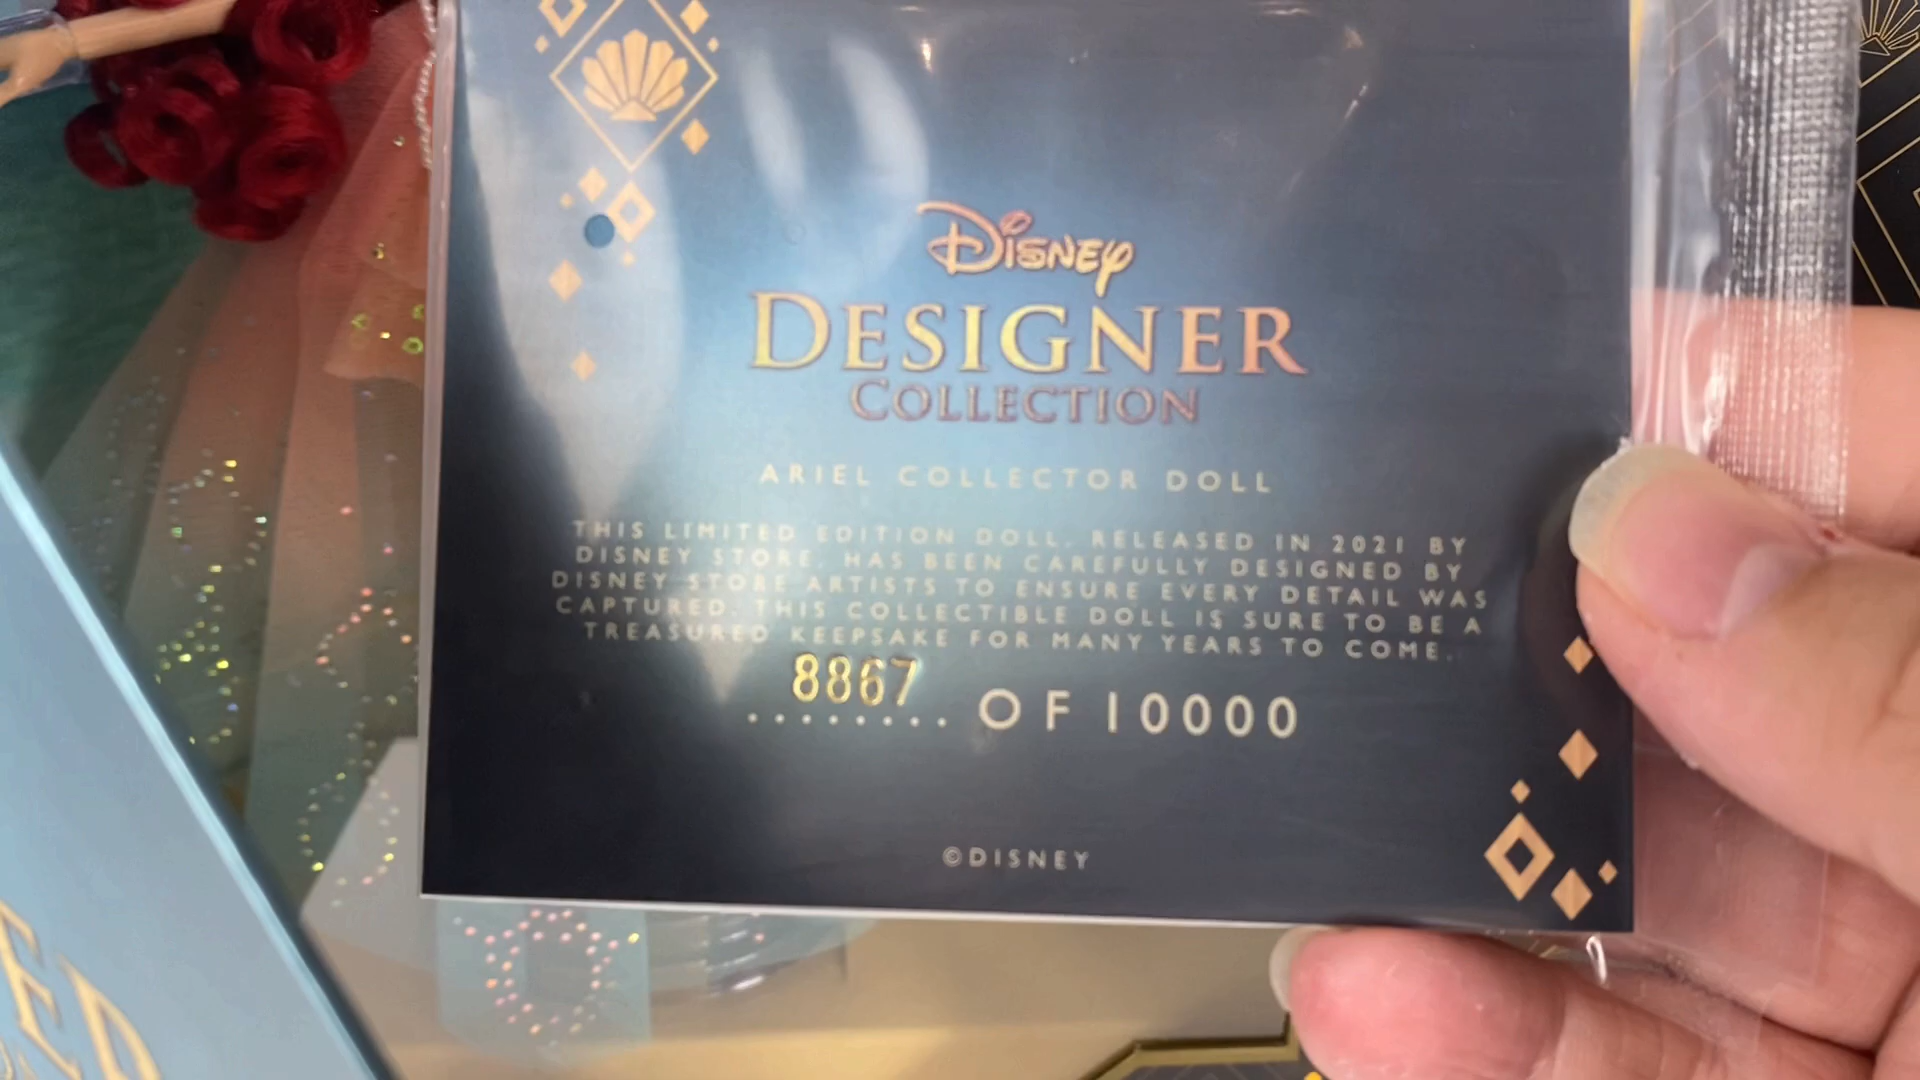 Disney
DESIGNER
COLLECTION
ARIEL COLLECTOR DOLL
THIS LIMITED EDITION DOLL, RELEASED IN 2021 BY
DISNEY STORE, HAS BEEN CAREFULLY DESIGNED BY
DISNEY STORE ARTISTS TO ENSURE EVERY DETAIL WAS
CAPTURED. THIS COLLECTIBLE DOLL IS SURE TO BE A
TREASURED KEEPSAKE FOR MANY YEARS TO COME.
8867 OF 10000
©DISNEY